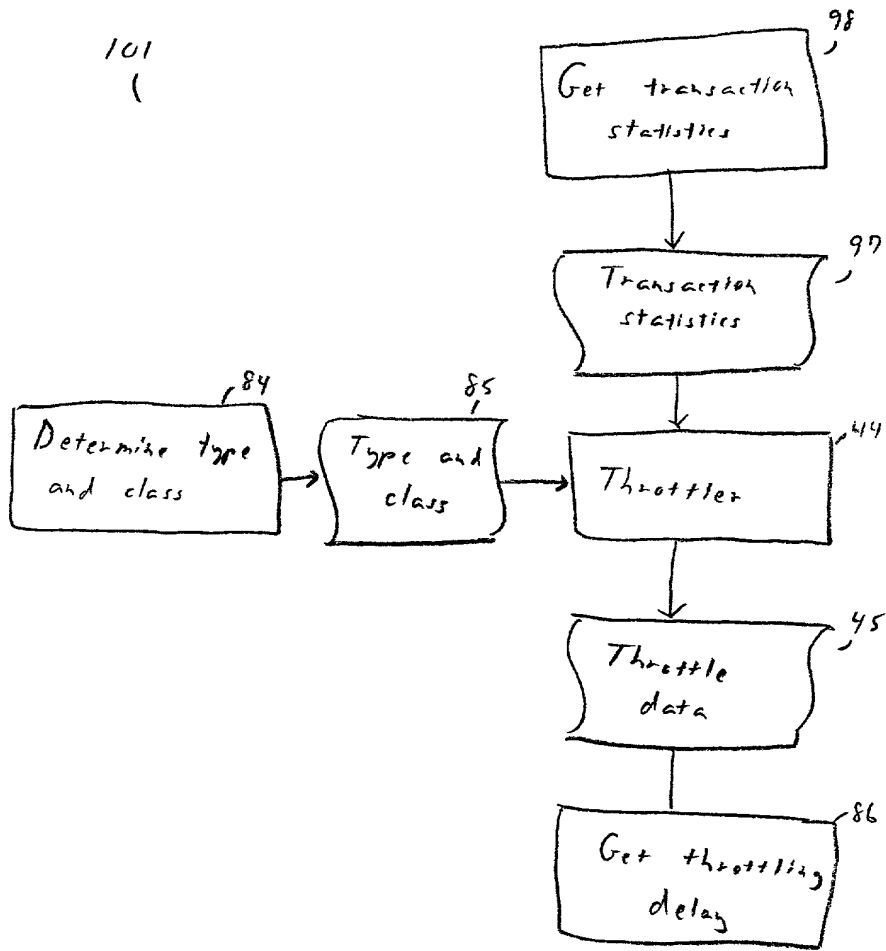 101
98
Get transaction
statistics
97
Transaction
statistics
84
Determine type
and class
85
Type and
class
44
Throttler
45
Throttle
data
86
Get throttling
delay